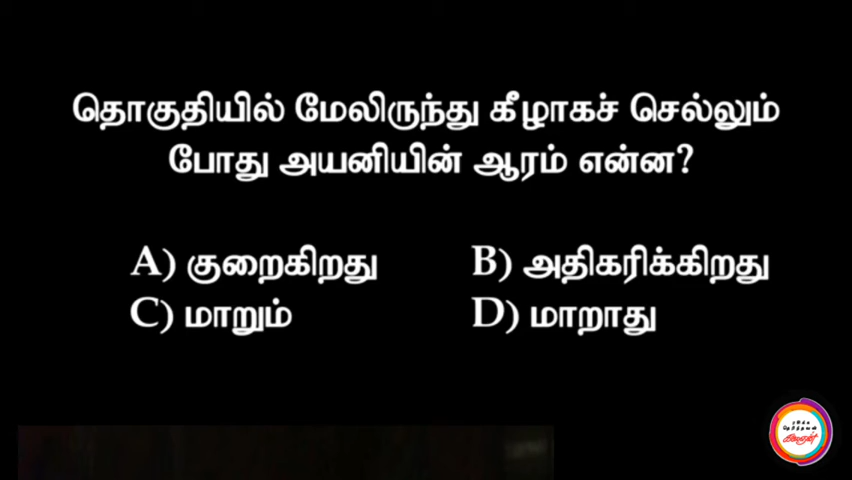 தொகுதியில் மேலிருந்து கீழாகச் செல்லும்
போது அயனியின் ஆரம் என்ன?
A) குறைகிறது B) அதிகரிக்கிறது
C) மாறும் D) மாறாது